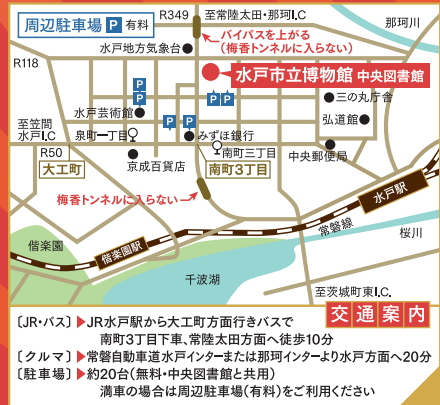 周辺駐車場 P 有料
R349
至常陸太田・那珂I.C
那珂川
バイパスを上がる
(梅香トンネルに入らない)
水戸地方気象台
R118
水戸市立博物館 中央図書館
P
P
P P
三の丸庁舎
水戸芸術館
弘道館
至笠間
水戸I.C
泉町一丁目
P P
みずほ銀行
R50
大工町
京成百貨店
南町三丁目
南町3丁目
中央郵便局
梅香トンネルに入らない
水戸駅
常磐線
桜川
偕楽園
偕楽園駅
千波湖
至茨城町東I.C.
交通案内
〔JR・バス〕▶JR水戸駅から大工町方面行きバスで
南町3丁目下車、常陸太田方面へ徒歩10分
〔クルマ〕▶常磐自動車道水戸インターまたは那珂インターより水戸方面へ20分
〔駐車場〕▶約20台(無料・中央図書館と共用)
満車の場合は周辺駐車場(有料)をご利用ください